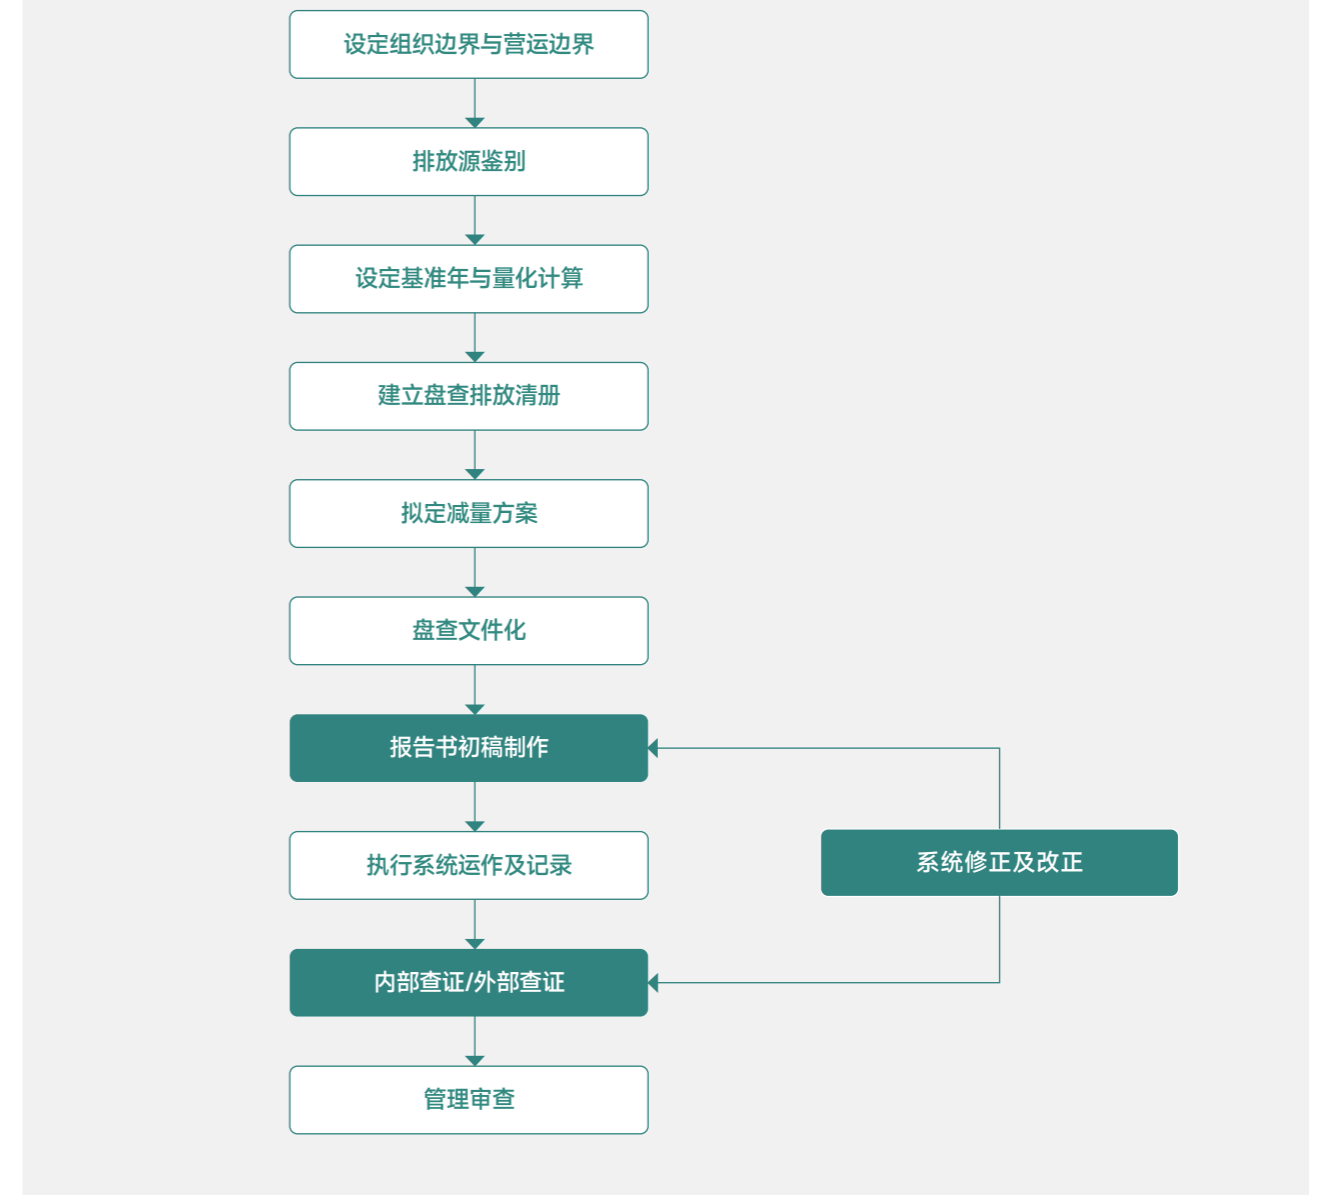 设定组织边界与营运边界
排放源鉴别
设定基准年与量化计算
建立盘查排放清册
拟定减量方案
盘查文件化
报告书初稿制作
执行系统运作及记录
系统修正及改正
内部查证/外部查证
管理审查